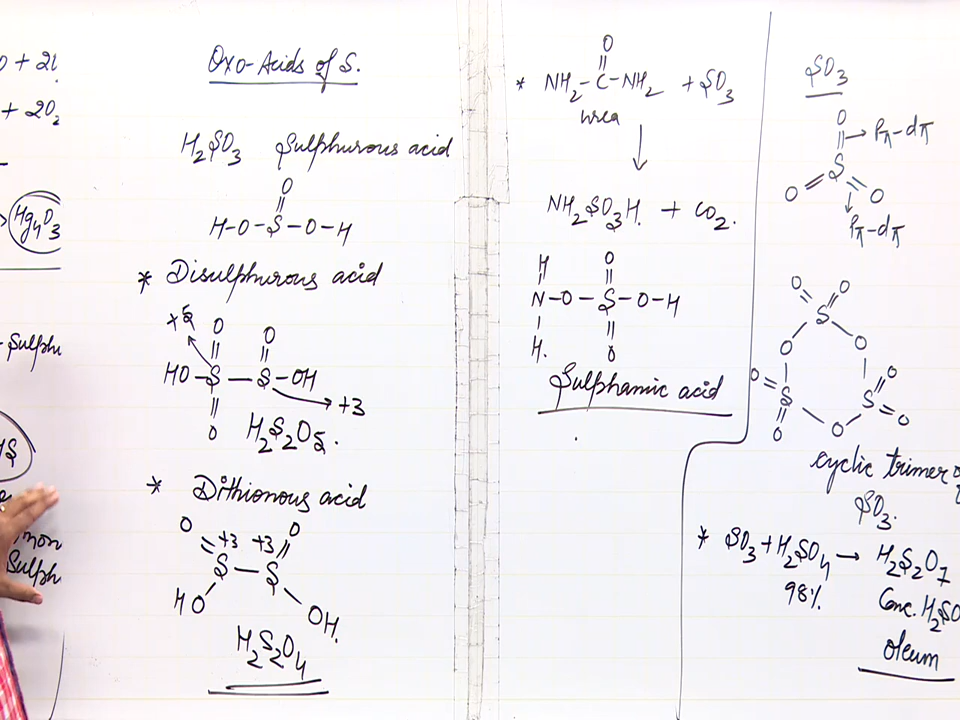 O + 2
+ 2O2
Hg4O3
Sulphu
S
mon
Sulph
Oxo-Acids of S.
H2SO3 Sulphurous acid
O
H-O-S-O-H
* Disulphurous acid
+5 O O
HO-S-S-OH
+3
O
H2S2O5.
* Dithionous acid
O +3 +3 O
S-S
HO OH.
H2S2O4
O
* NH2-C-NH2 + SO3
urea
NH2SO3H. + CO2.
H O
N-O-S-O-H
H. O
Sulphamic acid
SO3
O
Pπ-dπ
S
O O
Pπ-dπ
O O
S
O O
O S S O
O O O
cyclic trimer o
SO3.
* SO3 + H2SO4 → H2S2O7
98% Conc. H2SO
oleum